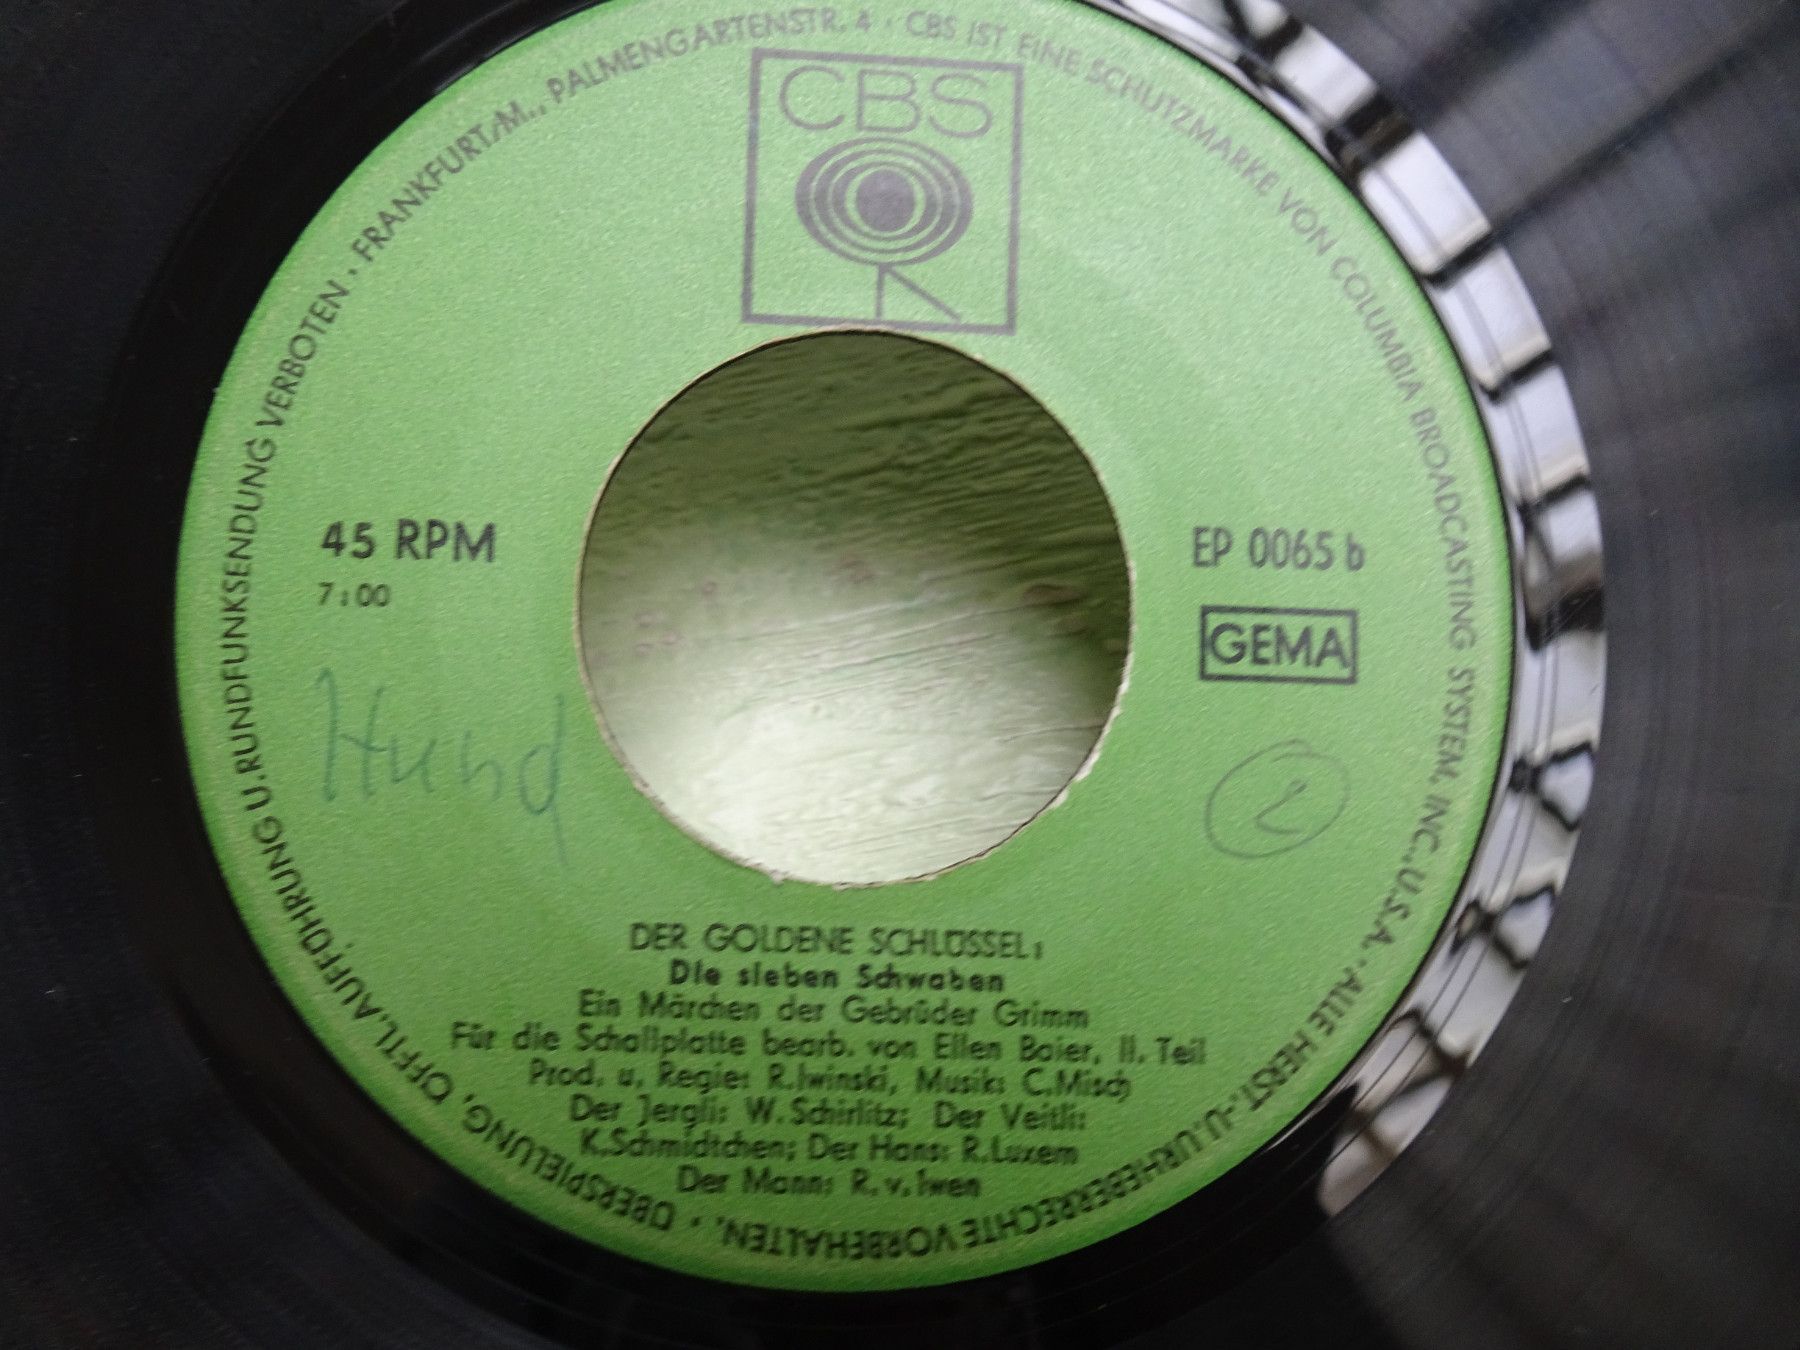 FRANKFURT/M., PALMENGARTENSTR. 4 · CBS IST EINE SCHUTZMARKE VON COLUMBIA BROADCASTING SYSTEM, INC., U.S.A. · ALLE HERST.-U.URHEBERRECHTE VORBEHALTEN. · ÜBERSPIELUNG, ÖFFTL.AUFFÜHRUNG U.RUNDFUNKSENDUNG VERBOTEN ·
CBS
45 RPM
7:00
EP 0065 b
GEMA
Hund
2
DER GOLDENE SCHLÜSSEL:
Die sieben Schwaben
Ein Märchen der Gebrüder Grimm
Für die Schallplatte bearb. von Ellen Baier, II. Teil
Prod. u. Regie: R.Iwinski, Musik: C.Misch
Der Jergli: W. Schirlitz; Der Veitli:
K.Schmidtchen; Der Hans: R.Luxem
Der Mann: R. v. Iwen